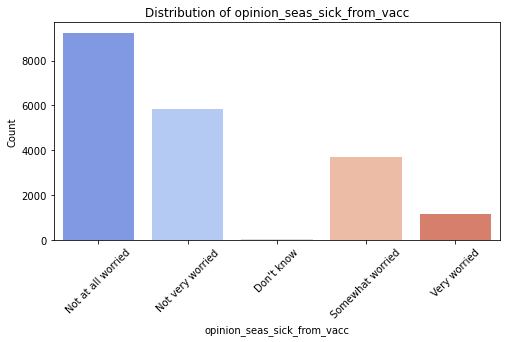 Distribution of opinion_seas_sick_from_vacc
8000
6000
4000
2000
0
Count
Not at all worried
Not very worried
Don't know
Somewhat worried
Very worried
opinion_seas_sick_from_vacc